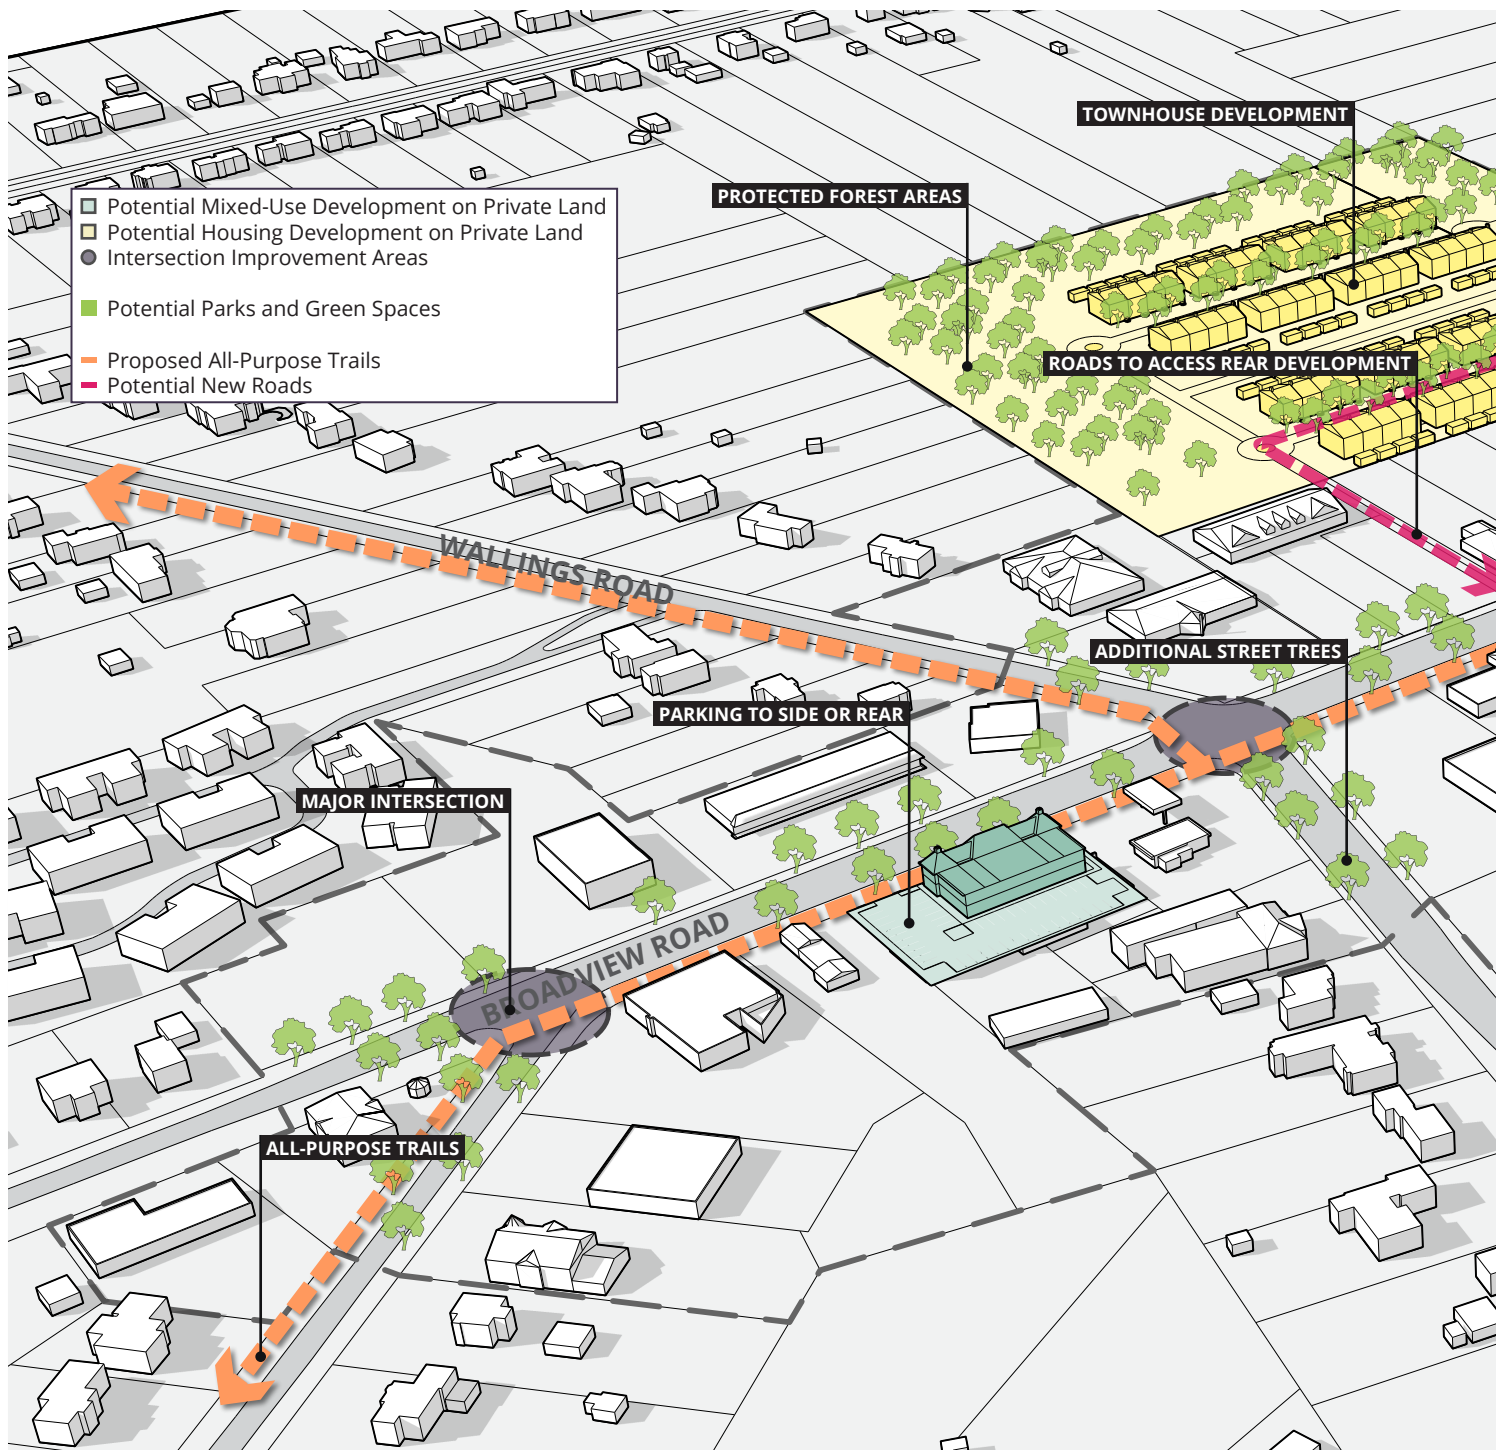 TOWNHOUSE DEVELOPMENT
PROTECTED FOREST AREAS
Potential Mixed-Use Development on Private Land
Potential Housing Development on Private Land
Intersection Improvement Areas
Potential Parks and Green Spaces
Proposed All-Purpose Trails
Potential New Roads
ROADS TO ACCESS REAR DEVELOPMENT
WALLINGS ROAD
ADDITIONAL STREET TREES
PARKING TO SIDE OR REAR
MAJOR INTERSECTION
BROADVIEW ROAD
ALL-PURPOSE TRAILS